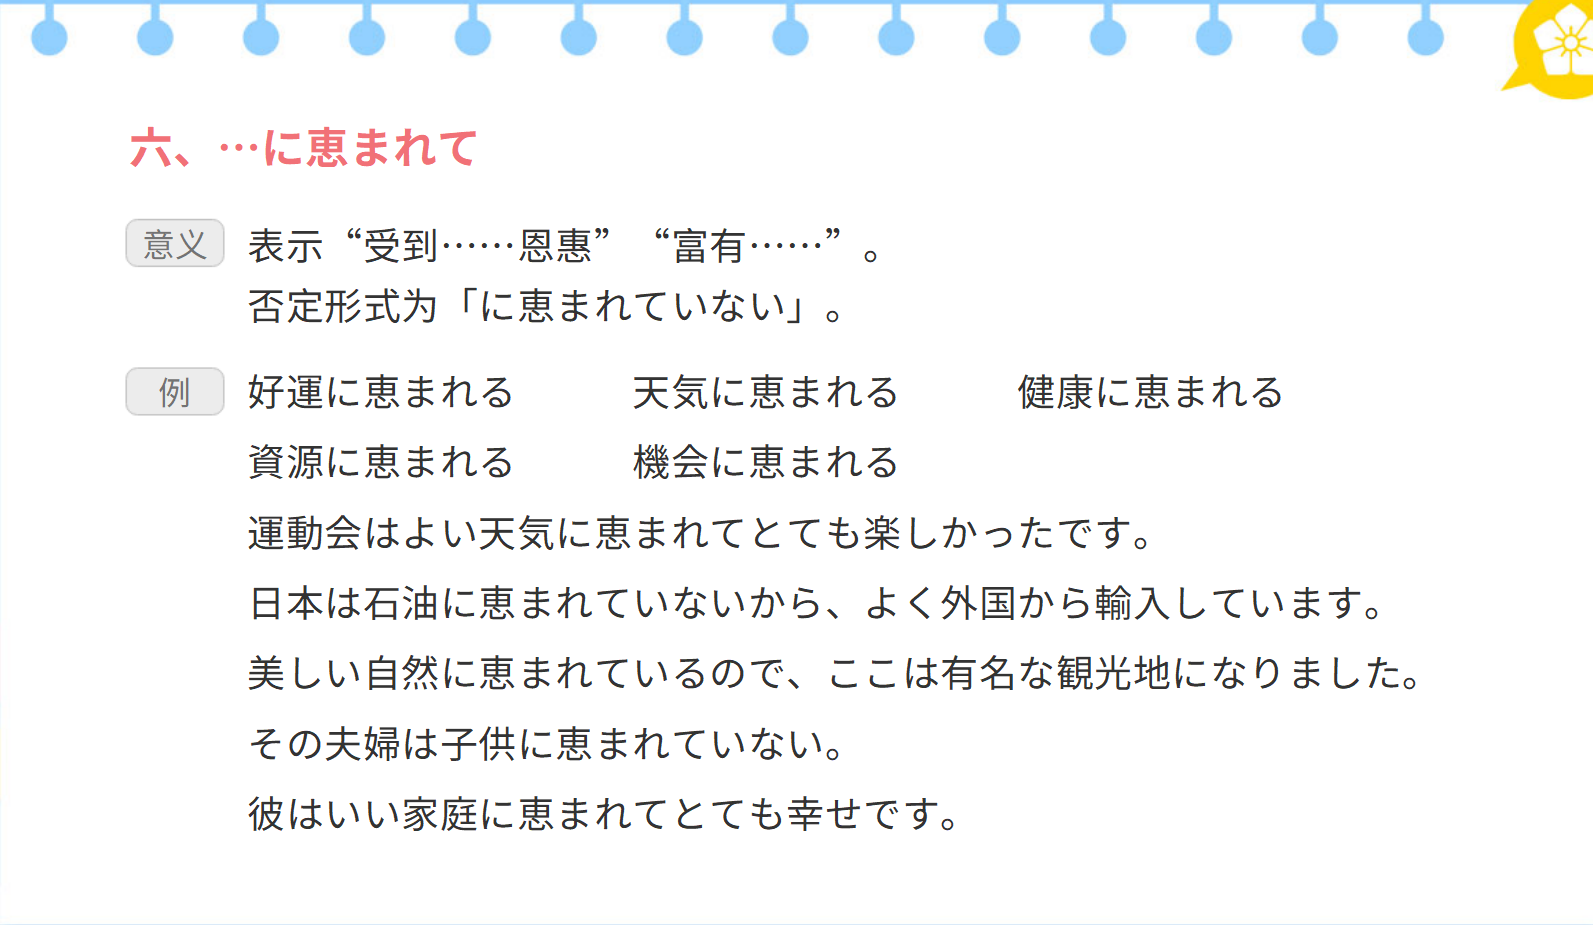 六、…に恵まれて
意义 表示“受到……恩惠” “富有……”。
否定形式为「に恵まれていない」。
例 好運に恵まれる 天気に恵まれる 健康に恵まれる
資源に恵まれる 機会に恵まれる
運動会はよい天気に恵まれてとても楽しかったです。
日本は石油に恵まれていないから、よく外国から輸入しています。
美しい自然に恵まれているので、ここは有名な観光地になりました。
その夫婦は子供に恵まれていない。
彼はいい家庭に恵まれてとても幸せです。